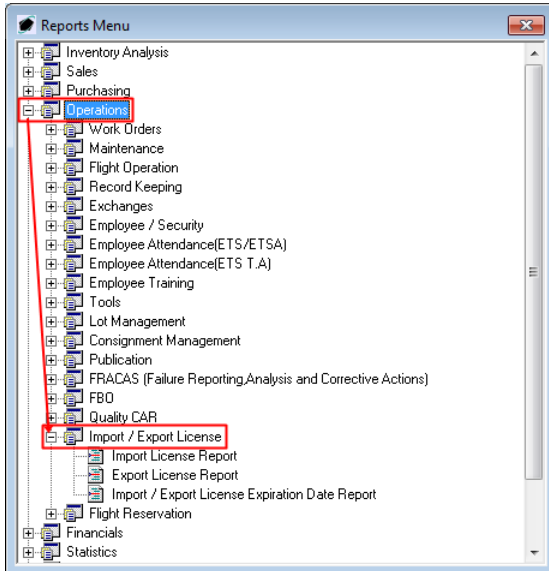 Reports Menu
Inventory Analysis
Sales
Purchasing
Operations
Work Orders
Maintenance
Flight Operation
Record Keeping
Exchanges
Employee / Security
Employee Attendance(ETS/ETSA)
Employee Attendance(ETS T.A)
Employee Training
Tools
Lot Management
Consignment Management
Publication
FRACAS (Failure Reporting,Analysis and Corrective Actions)
FBO
Quality CAR
Import / Export License
Import License Report
Export License Report
Import / Export License Expiration Date Report
Flight Reservation
Financials
Statistics